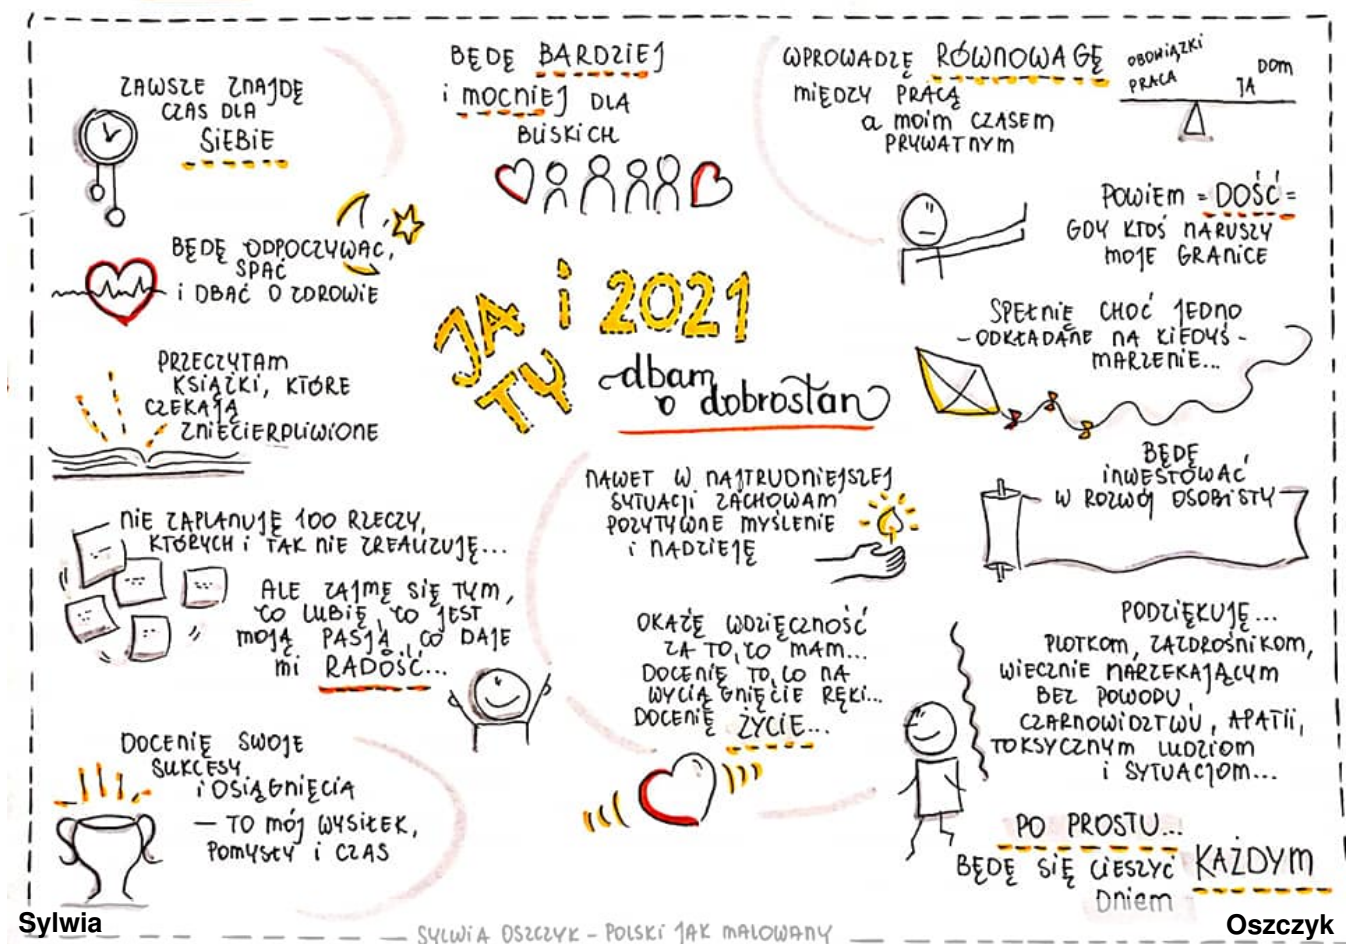 ZAWSZE ZNAJDĘ
CZAS DLA
SIEBIE
BĘDĘ BARDZIEJ
i MOCNIEJ DLA
BLISKICH
WPROWADZĘ RÓWNOWAGĘ
MIĘDZY PRACĄ
a moim CZASEM
PRYWATNYM
OBOWIĄZKI
PRACA
JA
DOM
POWIEM = DOŚĆ =
GDY KTOŚ NARUSZY
MOJE GRANICE
BĘDĘ ODPOCZYWAĆ,
SPAĆ
i DBAĆ O ZDROWIE
JA i TY 2021
dbam
o dobrostan
SPEŁNIĘ CHOĆ JEDNO
- ODKŁADANE NA KIEDYŚ -
MARZENIE...
PRZECZYTAM
KSIĄŻKI, KTÓRE
CZEKAJĄ
ZNIECIERPLIWIONE
BĘDĘ
INWESTOWAĆ
W ROZWÓJ OSOBISTY
NAWET W NAJTRUDNIEJSZEJ
SYTUACJI ZACHOWAM
POZYTYWNE MYŚLENIE
i NADZIEJĘ
NIE ZAPLANUJĘ 100 RZECZY,
KTÓRYCH i TAK NIE ZREALIZUJĘ...
ALE ZAJMĘ SIĘ TYM,
CO LUBIĘ, CO JEST
MOJĄ PASJĄ, CO DAJE
mi RADOŚĆ...
OKAŻĘ WDZIĘCZNOŚĆ
ZA TO, CO MAM...
DOCENIĘ TO, CO NA
WYCIĄGNIĘCIE RĘKI...
DOCENIĘ ŻYCIE...
PODZIĘKUJĘ...
PLOTKOM, ZAZDROŚNIKOM,
WIECZNIE NARZEKAJĄCYM
BEZ POWODU,
CZARNOWIDZTWU, APATII,
TOKSYCZNYM LUDZIOM
i SYTUACJOM...
DOCENIĘ SWOJE
SUKCESY
i OSIĄGNIĘCIA
– TO MÓJ WYSIŁEK,
POMYSŁY i CZAS
PO PROSTU...
BĘDĘ SIĘ CIESZYĆ KAŻDYM
Dniem
Sylwia
Oszczyk
SYLWIA OSZCZYK - POLSKI JAK MALOWANY